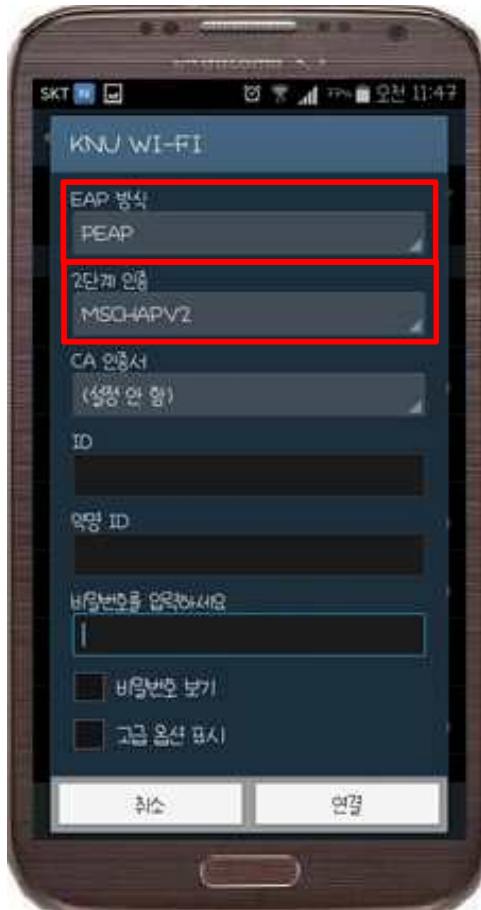 SKT
오전 11:47
KNU WI-FI
EAP 방식
PEAP
2단계 인증
MSCHAPV2
CA 인증서
(설정 안 함)
ID
익명 ID
비밀번호를 입력하세요
비밀번호 보기
고급 옵션 표시
취소
연결